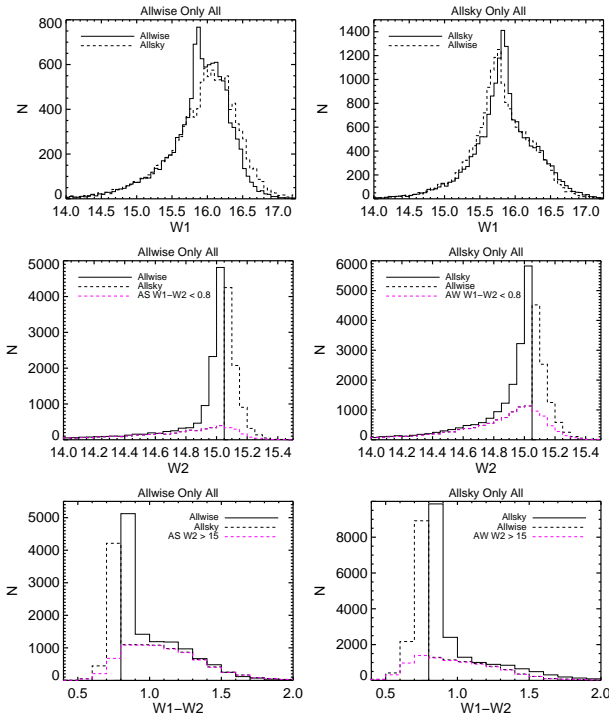 Allwise Only All
Allwise
Allsky
N
800
600
400
200
0
14.0 14.5 15.0 15.5 16.0 16.5 17.0
W1
Allsky Only All
Allsky
Allwise
N
1400
1200
1000
800
600
400
200
0
14.0 14.5 15.0 15.5 16.0 16.5 17.0
W1
Allwise Only All
Allwise
Allsky
AS W1−W2 < 0.8
N
5000
4000
3000
2000
1000
0
14.0 14.2 14.4 14.6 14.8 15.0 15.2 15.4
W2
Allsky Only All
Allsky
Allwise
AW W1−W2 < 0.8
N
6000
5000
4000
3000
2000
1000
0
14.0 14.2 14.4 14.6 14.8 15.0 15.2 15.4
W2
Allwise Only All
Allwise
Allsky
AS W2 > 15
N
5000
4000
3000
2000
1000
0
0.5 1.0 1.5 2.0
W1−W2
Allsky Only All
Allsky
Allwise
AW W2 > 15
N
8000
6000
4000
2000
0
0.5 1.0 1.5 2.0
W1−W2